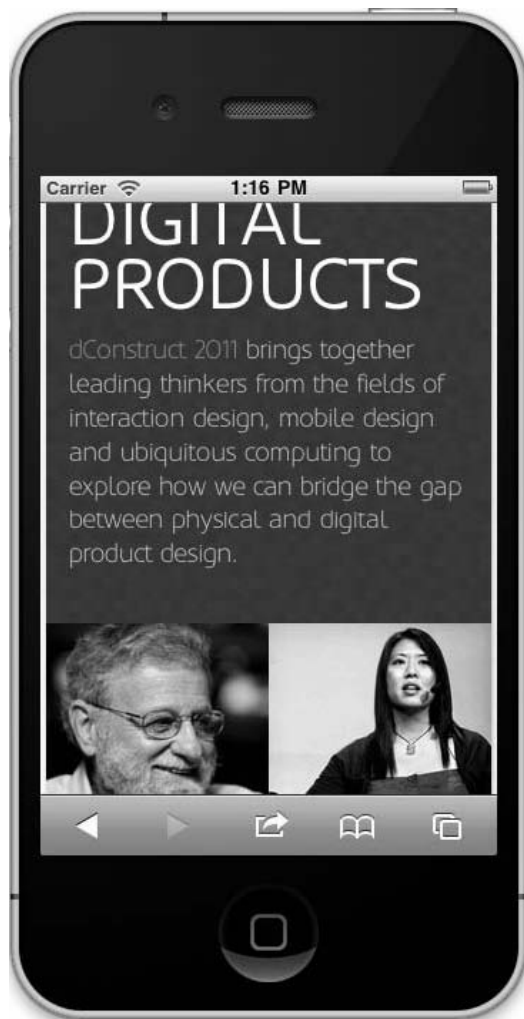 Carrier 1:16 PM
DIGITAL
PRODUCTS
dConstruct 2011 brings together
leading thinkers from the fields of
interaction design, mobile design
and ubiquitous computing to
explore how we can bridge the gap
between physical and digital
product design.